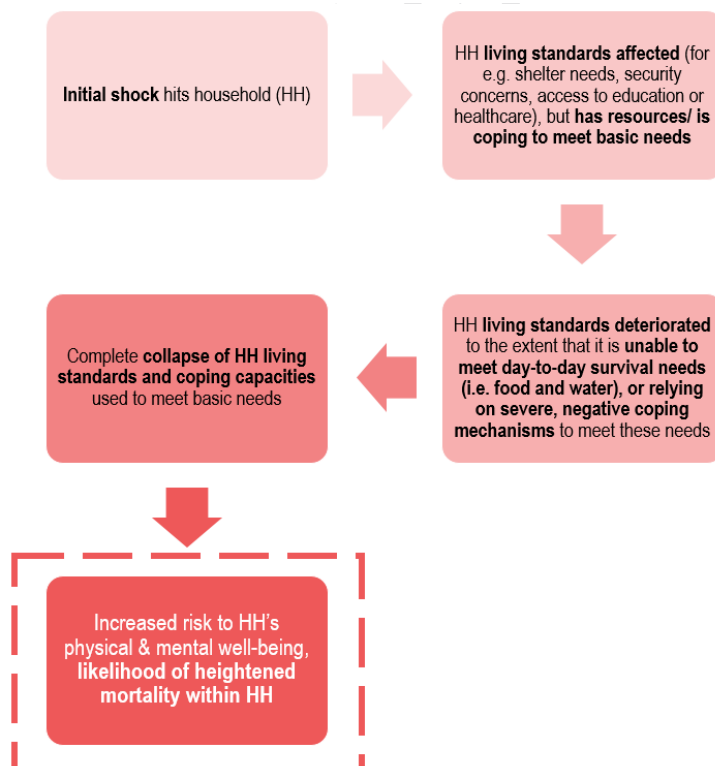 Initial shock hits household (HH)
HH living standards affected (for
e.g. shelter needs, security
concerns, access to education or
healthcare), but has resources/ is
coping to meet basic needs
HH living standards deteriorated
to the extent that it is unable to
meet day-to-day survival needs
(i.e. food and water), or relying
on severe, negative coping
mechanisms to meet these needs
Complete collapse of HH living
standards and coping capacities
used to meet basic needs
Increased risk to HH's
physical & mental well-being,
likelihood of heightened
mortality within HH